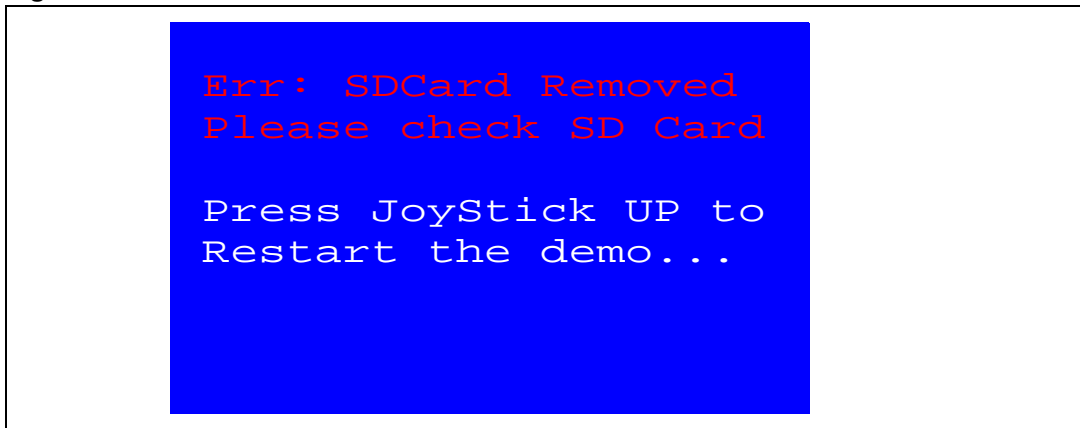 Err: SDCard Removed
Please check SD Card
Press JoyStick UP to
Restart the demo...